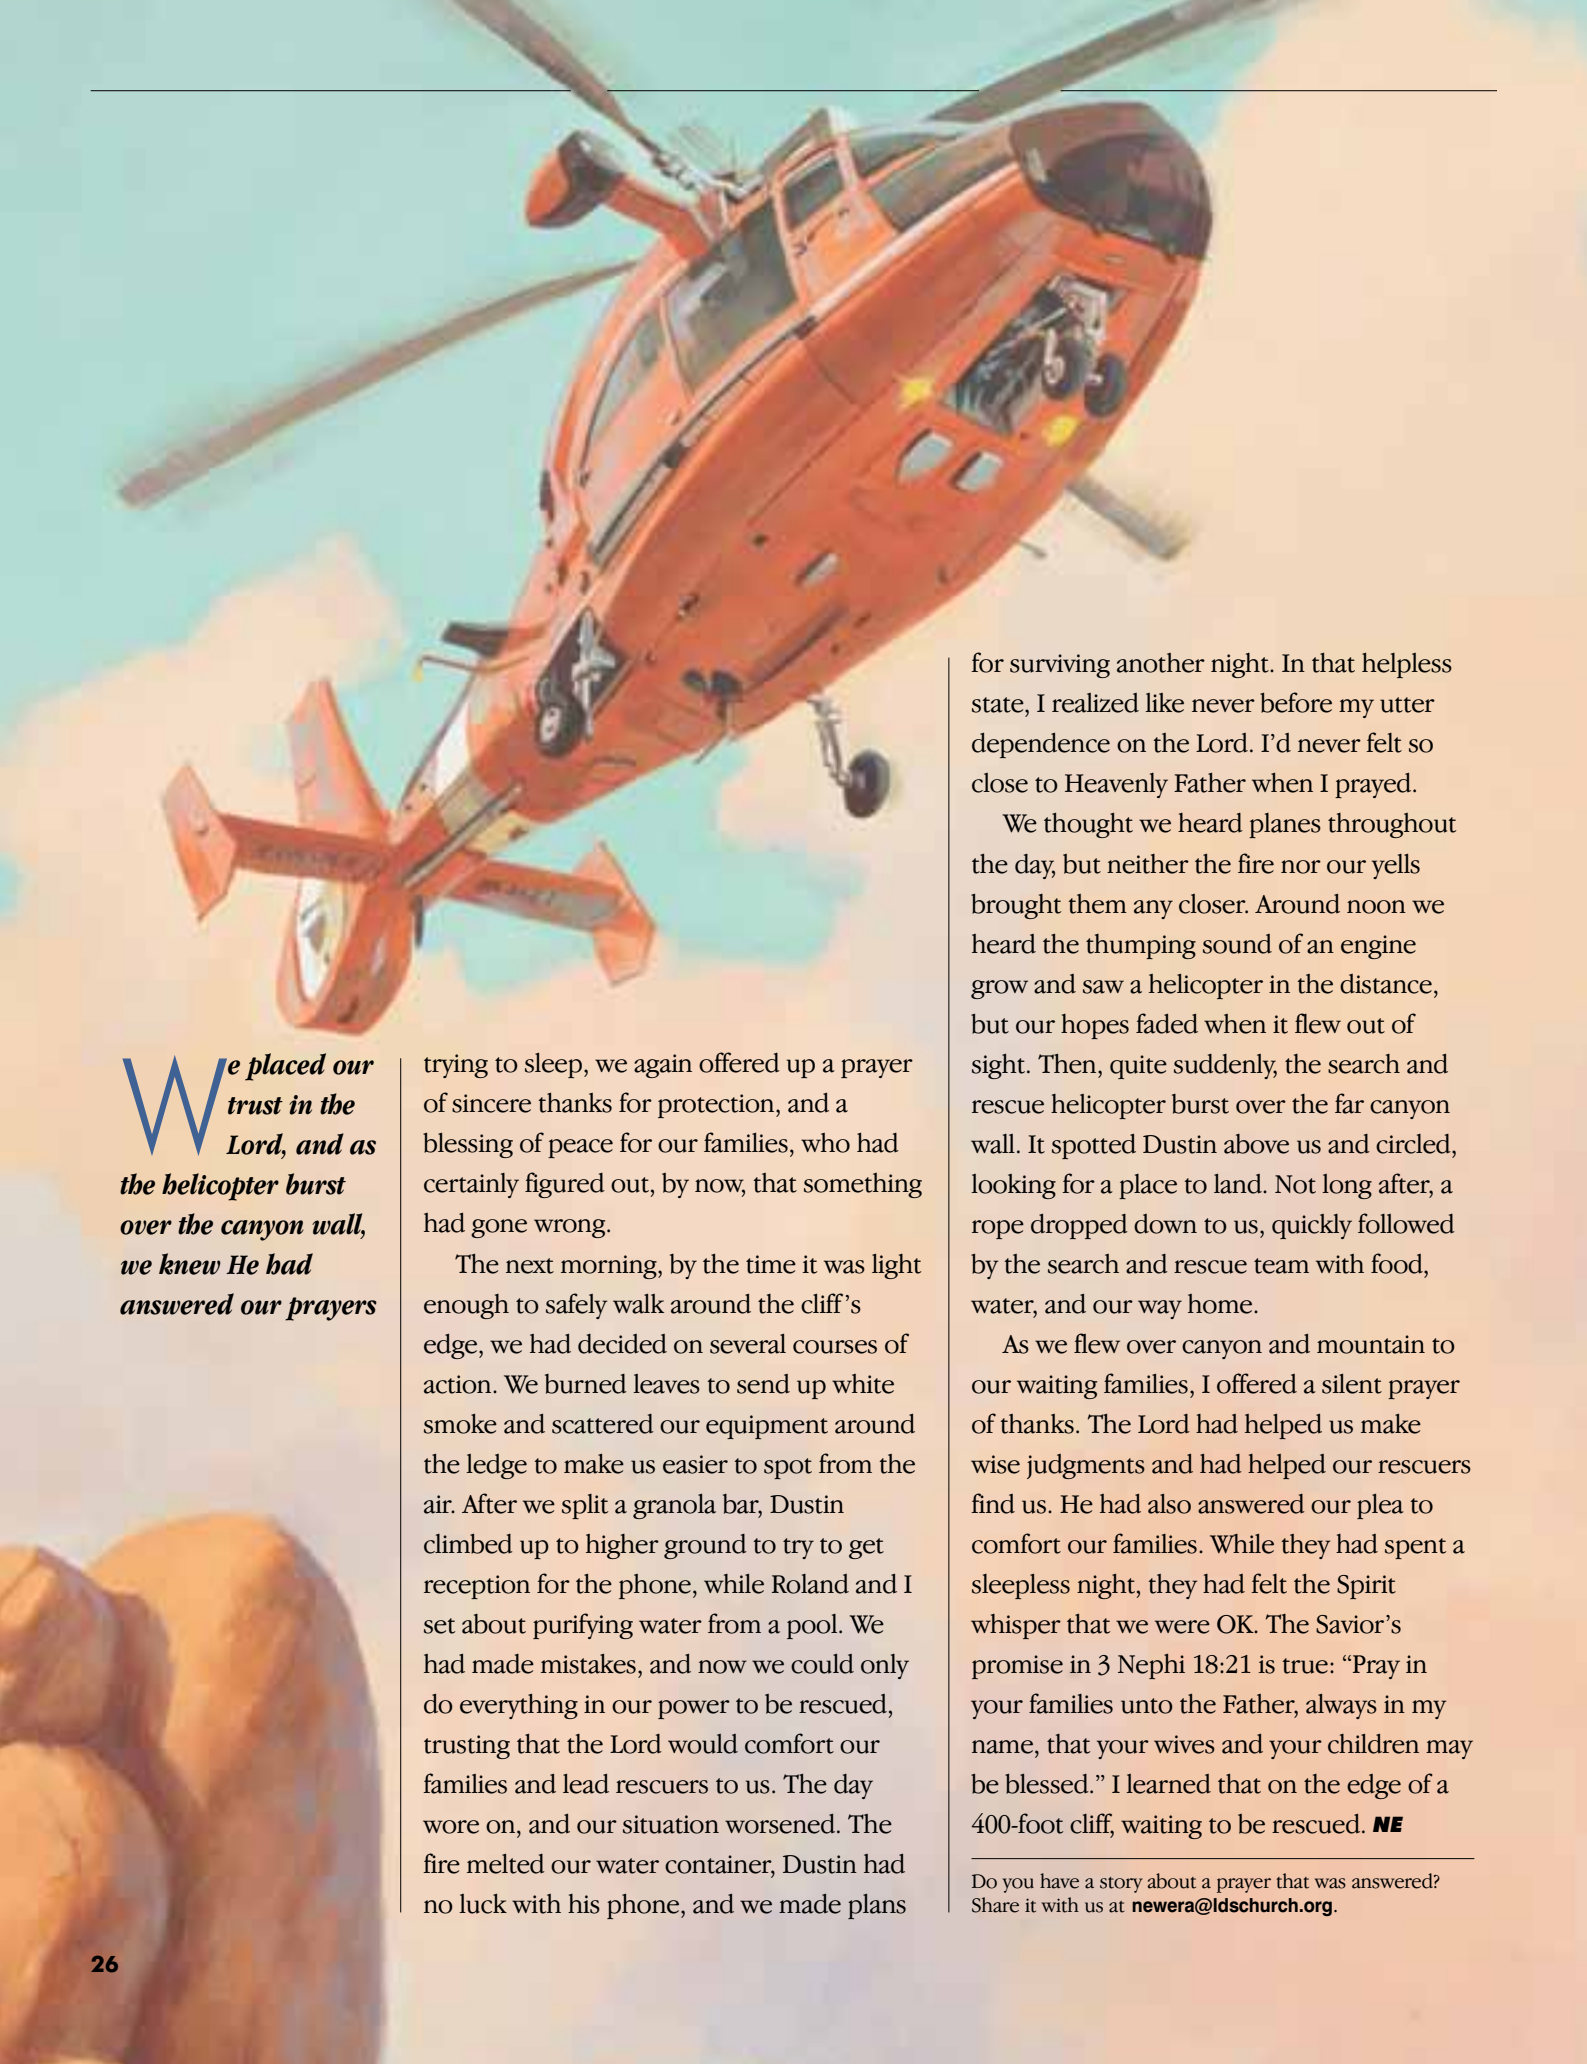 We placed our
trust in the
Lord, and as
the helicopter burst
over the canyon wall,
we knew He had
answered our prayers
trying to sleep, we again offered up a prayer
of sincere thanks for protection, and a
blessing of peace for our families, who had
certainly figured out, by now, that something
had gone wrong.
The next morning, by the time it was light
enough to safely walk around the cliff's
edge, we had decided on several courses of
action. We burned leaves to send up white
smoke and scattered our equipment around
the ledge to make us easier to spot from the
air. After we split a granola bar, Dustin
climbed up to higher ground to try to get
reception for the phone, while Roland and I
set about purifying water from a pool. We
had made mistakes, and now we could only
do everything in our power to be rescued,
trusting that the Lord would comfort our
families and lead rescuers to us. The day
wore on, and our situation worsened. The
fire melted our water container, Dustin had
no luck with his phone, and we made plans
for surviving another night. In that helpless
state, I realized like never before my utter
dependence on the Lord. I'd never felt so
close to Heavenly Father when I prayed.
We thought we heard planes throughout
the day, but neither the fire nor our yells
brought them any closer. Around noon we
heard the thumping sound of an engine
grow and saw a helicopter in the distance,
but our hopes faded when it flew out of
sight. Then, quite suddenly, the search and
rescue helicopter burst over the far canyon
wall. It spotted Dustin above us and circled,
looking for a place to land. Not long after, a
rope dropped down to us, quickly followed
by the search and rescue team with food,
water, and our way home.
As we flew over canyon and mountain to
our waiting families, I offered a silent prayer
of thanks. The Lord had helped us make
wise judgments and had helped our rescuers
find us. He had also answered our plea to
comfort our families. While they had spent a
sleepless night, they had felt the Spirit
whisper that we were OK. The Savior's
promise in 3 Nephi 18:21 is true: “Pray in
your families unto the Father, always in my
name, that your wives and your children may
be blessed.” I learned that on the edge of a
400-foot cliff, waiting to be rescued. NE
Do you have a story about a prayer that was answered?
Share it with us at newera@ldschurch.org.
26